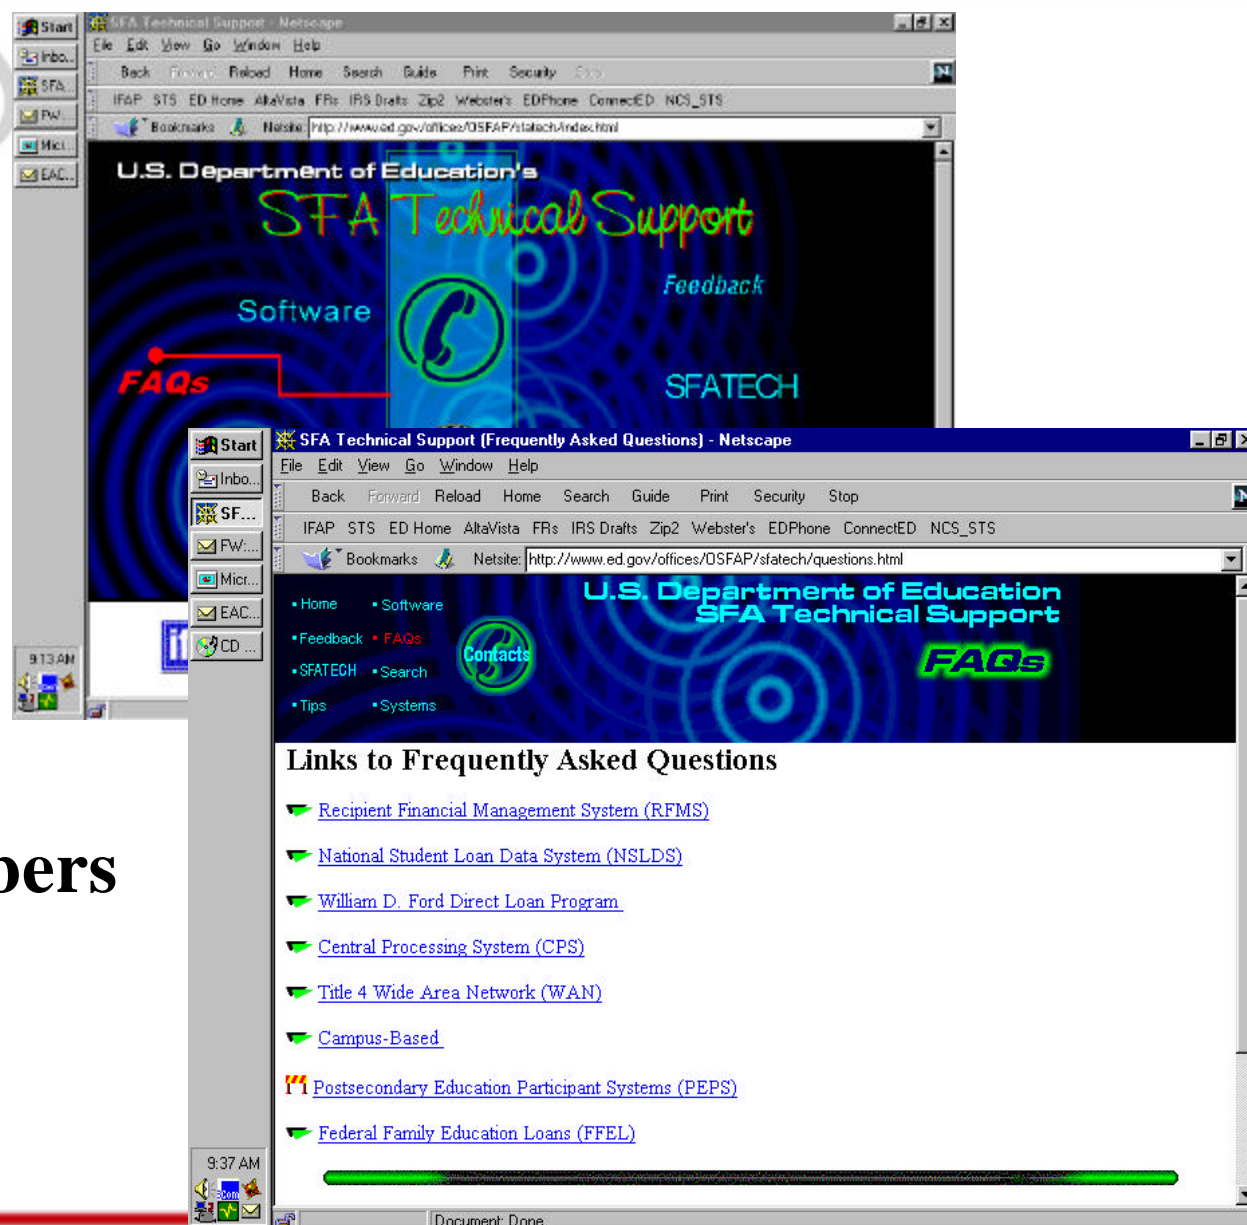 Start
SFA Technical Support - Netscape
File Edit View Go Window Help
Inbo...
Back Forward Reload Home Search Guide Print Security Stop
SFA...
IFAP STS ED Home AltaVista FRs IRS Drafts Zip2 Webster's EDPhone ConnectED NCS_STS
FW:...
Bookmarks Netsite: http://www.ed.gov/offices/OSFAP/sfatech/index.html
Micr...
EAC...
U.S. Department of Education's
SFA Technical Support
Feedback
Software
FAQs
SFATECH
9:13 AM
Start
SFA Technical Support (Frequently Asked Questions) - Netscape
File Edit View Go Window Help
Inbo...
Back Forward Reload Home Search Guide Print Security Stop
SF...
IFAP STS ED Home AltaVista FRs IRS Drafts Zip2 Webster's EDPhone ConnectED NCS_STS
FW:...
Bookmarks Netsite: http://www.ed.gov/offices/OSFAP/sfatech/questions.html
Micr...
EAC...
CD ...
U.S. Department of Education
SFA Technical Support
Home Software
Feedback FAQs
Contacts
FAQs
SFATECH Search
Tips Systems
Links to Frequently Asked Questions
Recipient Financial Management System (RFMS)
National Student Loan Data System (NSLDS)
bers
William D. Ford Direct Loan Program
Central Processing System (CPS)
Title 4 Wide Area Network (WAN)
Campus-Based
Postsecondary Education Participant Systems (PEPS)
Federal Family Education Loans (FFEL)
9:37 AM
Document: Done